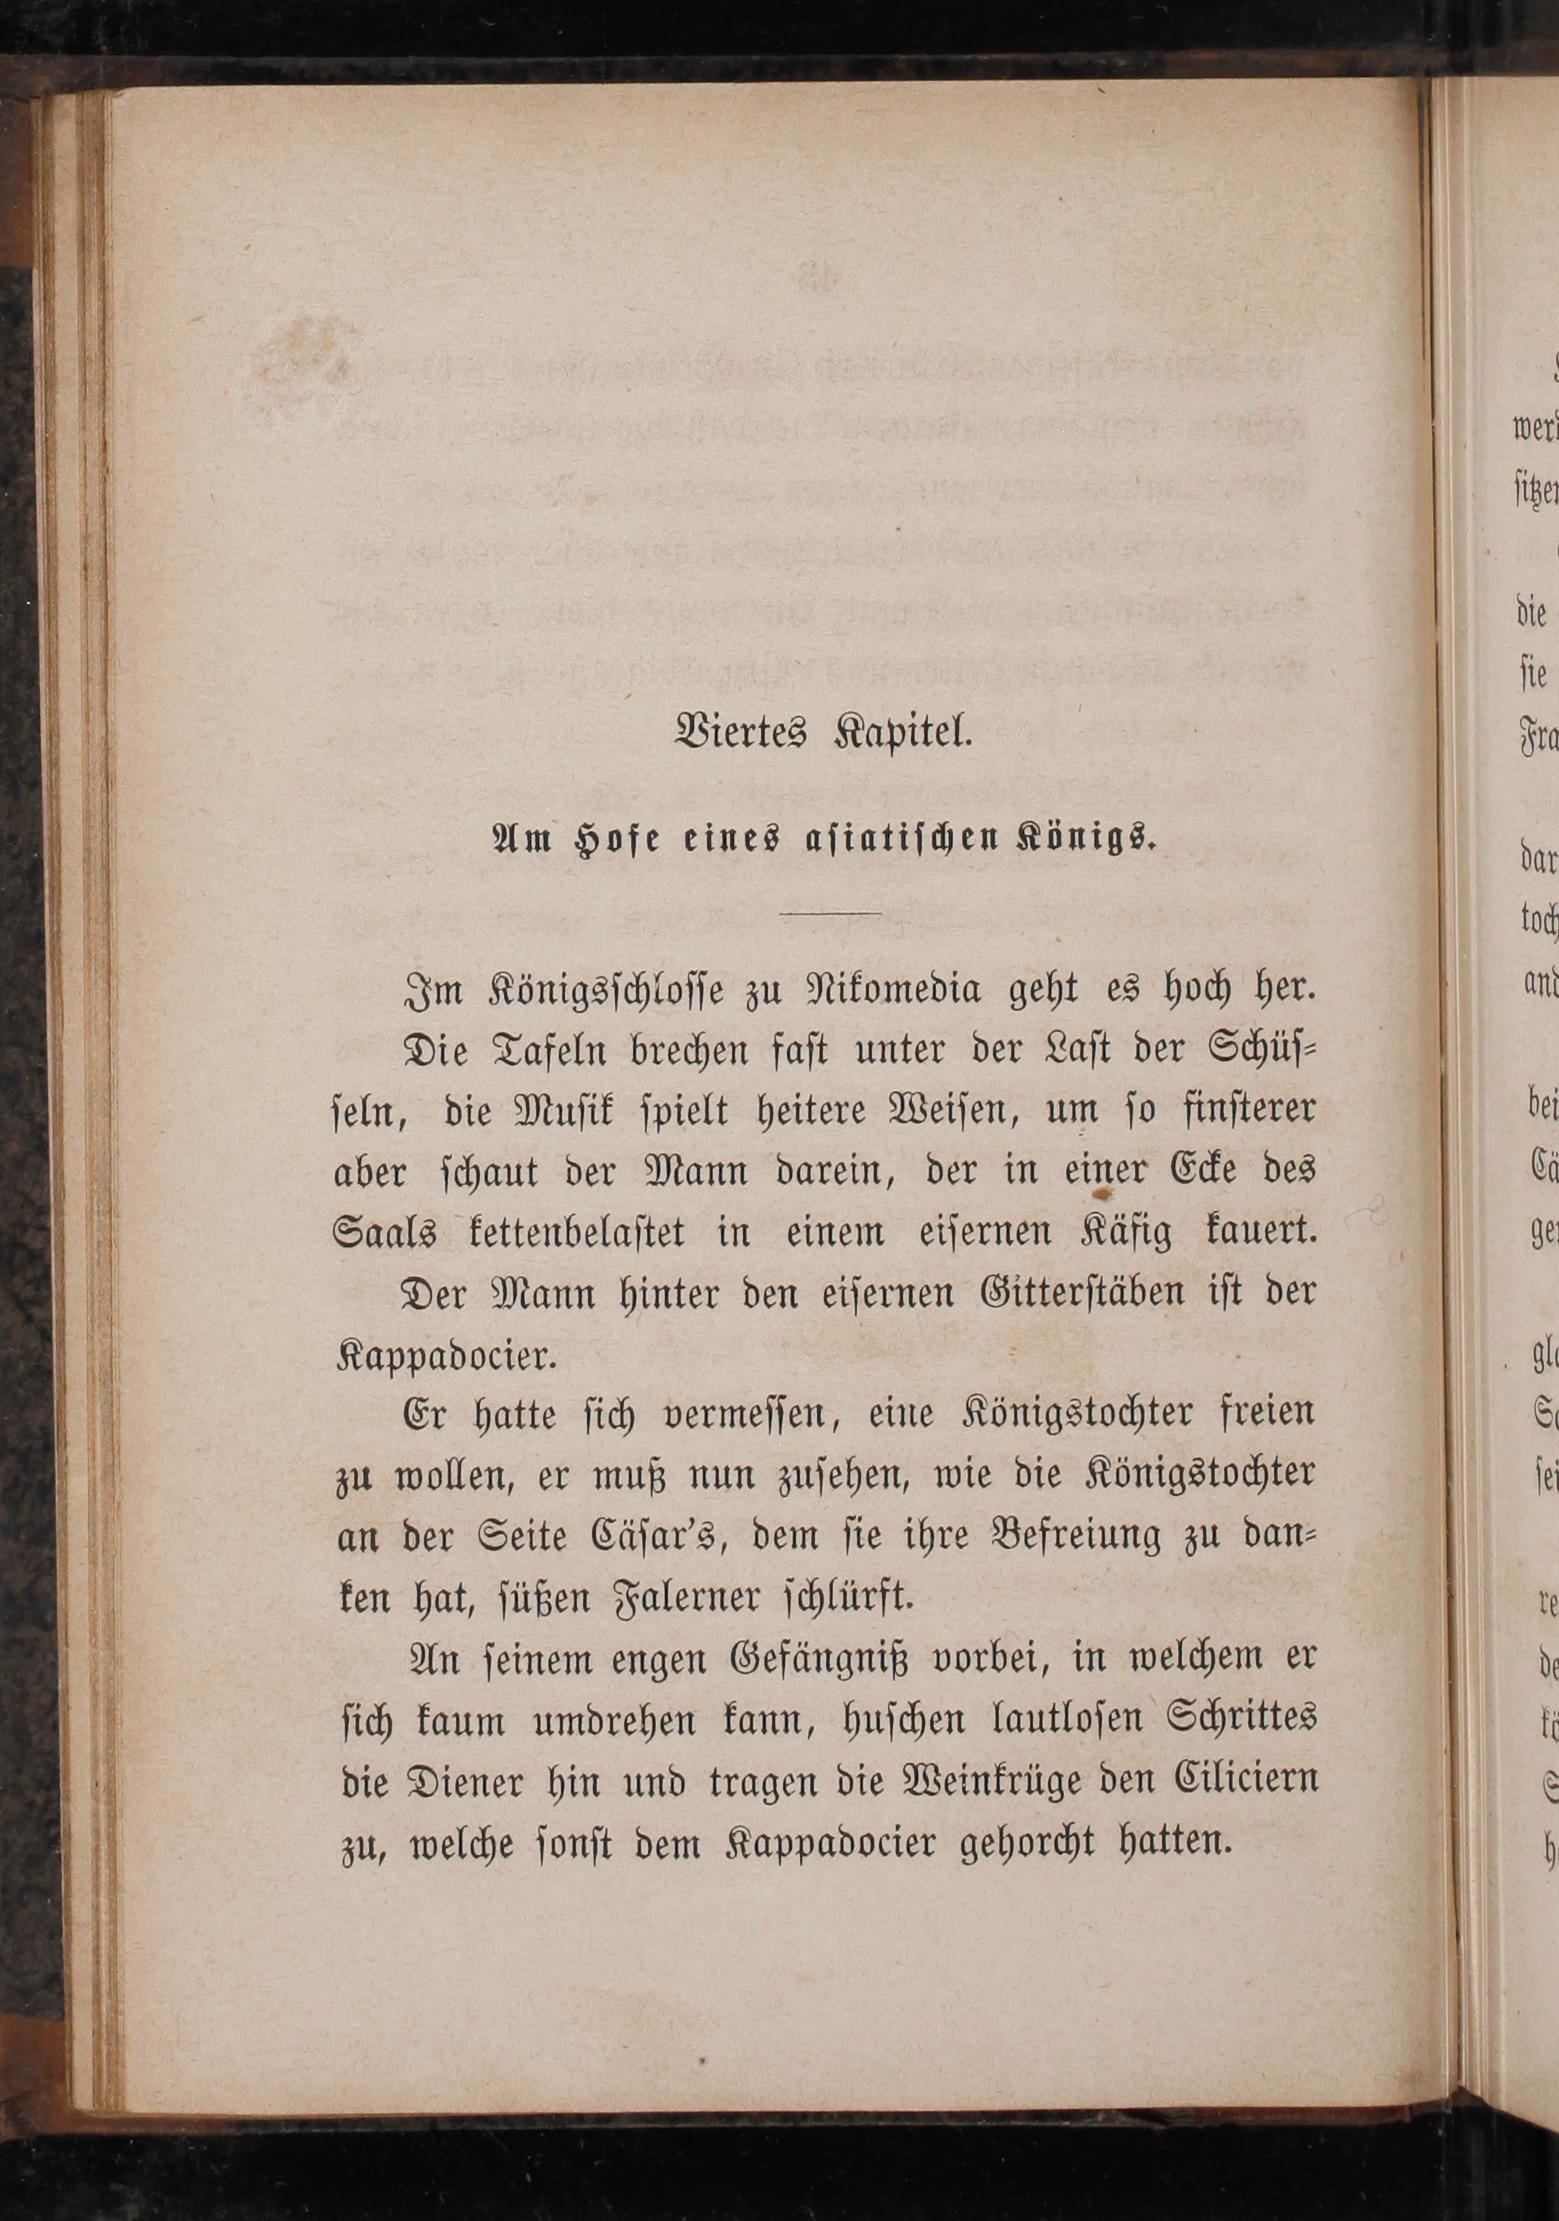 Viertes Kapitel.
Am Hofe eines aſiatiſchen Königs.
Im Königsſchloſſe zu Nikomedia geht es hoch her.
Die Tafeln brechen faſt unter der Laſt der Schüſ⸗
ſeln, die Muſik ſpielt heitere Weiſen, um ſo finſterer
aber ſchaut der Mann darein, der in einer Ecke des
Saals kettenbelaſtet in einem eiſernen Käfig kauert.
Der Mann hinter den eiſernen Gitterſtäben iſt der
Kappadocier.
Er hatte ſich vermeſſen, eine Königstochter freien
zu wollen, er muß nun zuſehen, wie die Königstochter
an der Seite Cäſar's, dem ſie ihre Befreiung zu dan⸗
ken hat, ſüßen Falerner ſchlürft.
An ſeinem engen Gefängniß vorbei, in welchem er
ſich kaum umdrehen kann, huſchen lautloſen Schrittes
die Diener hin und tragen die Weinkrüge den Ciliciern
zu, welche ſonſt dem Kappadocier gehorcht hatten.
die
ſie